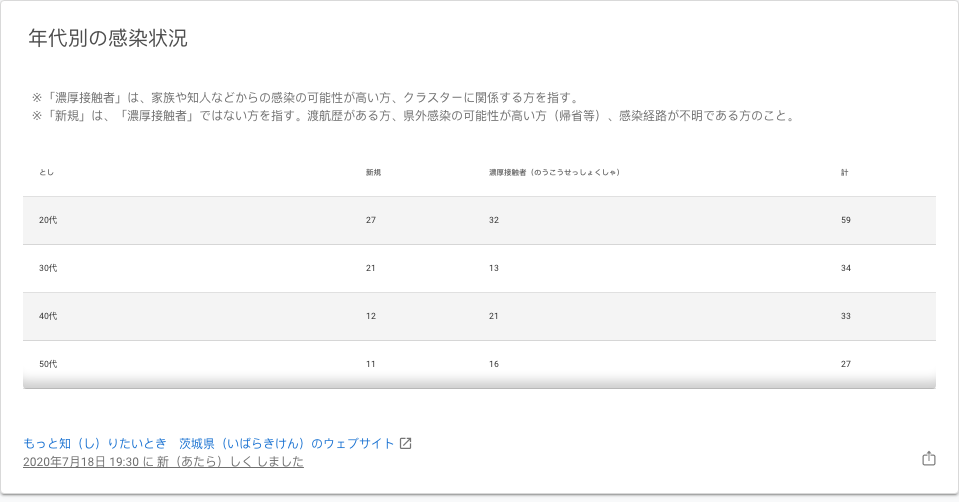 年代別の感染状況
※「濃厚接触者」は、家族や知人などからの感染の可能性が高い方、クラスターに関係する方を指す。
※「新規」は、「濃厚接触者」ではない方を指す。渡航歴がある方、県外感染の可能性が高い方（帰省等）、感染経路が不明である方のこと。
とし 新規 濃厚接触者（のうこうせっしょくしゃ） 計
20代 27 32 59
30代 21 13 34
40代 12 21 33
50代 11 16 27
もっと知（し）りたいとき　茨城県（いばらきけん）のウェブサイト
2020年7月18日 19:30 に 新（あたら）しく しました